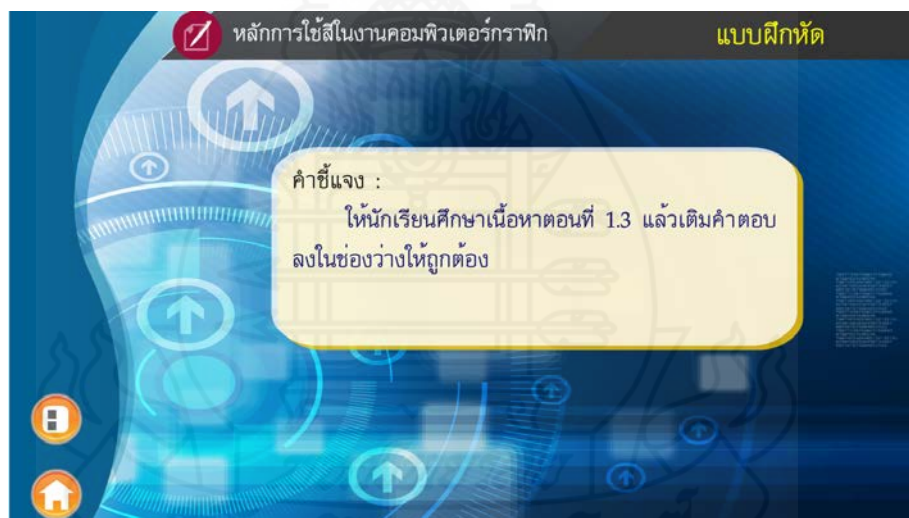 หลักการใช้สีในงานคอมพิวเตอร์กราฟิก
แบบฝึกหัด
คำชี้แจง :
ให้นักเรียนศึกษาเนื้อหาตอนที่ 1.3 แล้วเติมคำตอบ
ลงในช่องว่างให้ถูกต้อง